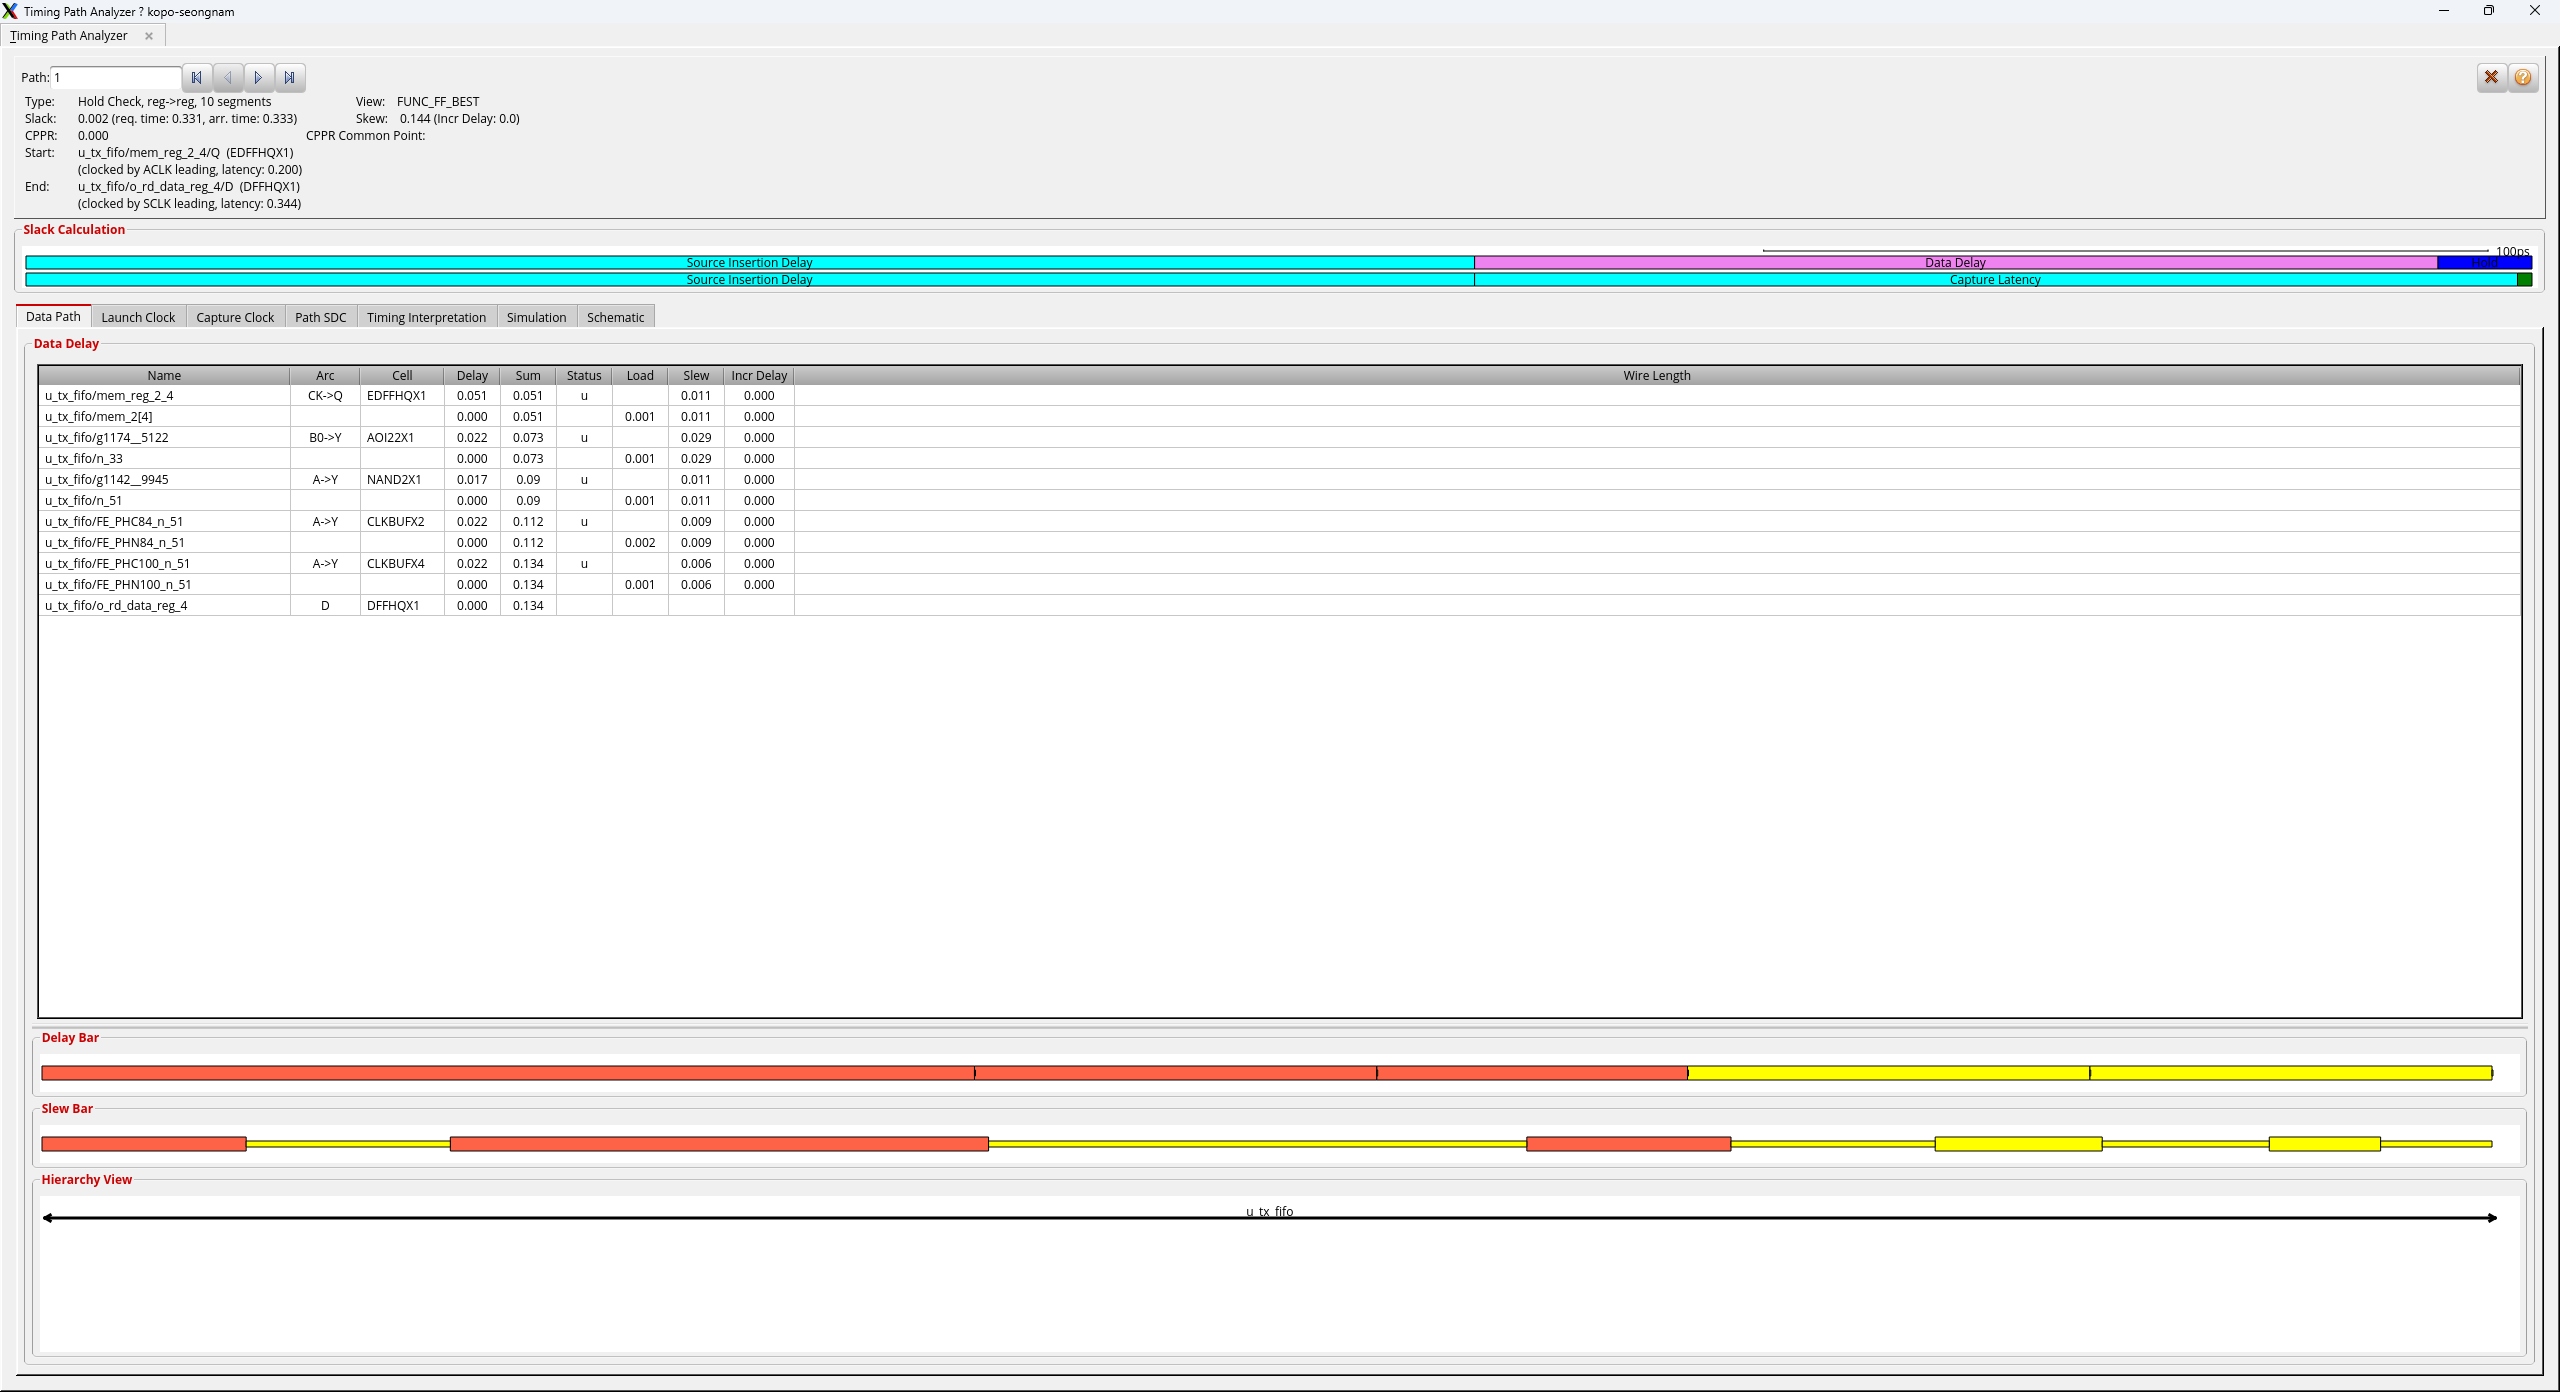 Timing Path Analyzer ? kopo-seongnam
Timing Path Analyzer
Path: 1
Type: Hold Check, reg->reg, 10 segments View: FUNC_FF_BEST
Slack: 0.002 (req. time: 0.331, arr. time: 0.333) Skew: 0.144 (Incr Delay: 0.0)
CPPR: 0.000 CPPR Common Point:
Start: u_tx_fifo/mem_reg_2_4/Q (EDFFHQX1)
(clocked by ACLK leading, latency: 0.200)
End: u_tx_fifo/o_rd_data_reg_4/D (DFFHQX1)
(clocked by SCLK leading, latency: 0.344)
Slack Calculation
100ps
Source Insertion Delay Data Delay Hold
Source Insertion Delay Capture Latency
Data Path Launch Clock Capture Clock Path SDC Timing Interpretation Simulation Schematic
Data Delay
Name Arc Cell Delay Sum Status Load Slew Incr Delay Wire Length
u_tx_fifo/mem_reg_2_4 CK->Q EDFFHQX1 0.051 0.051 u 0.011 0.000
u_tx_fifo/mem_2[4] 0.000 0.051 0.001 0.011 0.000
u_tx_fifo/g1174__5122 B0->Y AOI22X1 0.022 0.073 u 0.029 0.000
u_tx_fifo/n_33 0.000 0.073 0.001 0.029 0.000
u_tx_fifo/g1142__9945 A->Y NAND2X1 0.017 0.09 u 0.011 0.000
u_tx_fifo/n_51 0.000 0.09 0.001 0.011 0.000
u_tx_fifo/FE_PHC84_n_51 A->Y CLKBUFX2 0.022 0.112 u 0.009 0.000
u_tx_fifo/FE_PHN84_n_51 0.000 0.112 0.002 0.009 0.000
u_tx_fifo/FE_PHC100_n_51 A->Y CLKBUFX4 0.022 0.134 u 0.006 0.000
u_tx_fifo/FE_PHN100_n_51 0.000 0.134 0.001 0.006 0.000
u_tx_fifo/o_rd_data_reg_4 D DFFHQX1 0.000 0.134
Delay Bar
Slew Bar
Hierarchy View
u_tx_fifo